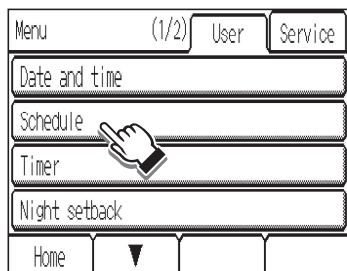 Menu (1/2) User Service
Date and time
Schedule
Timer
Night setback
Home ▼